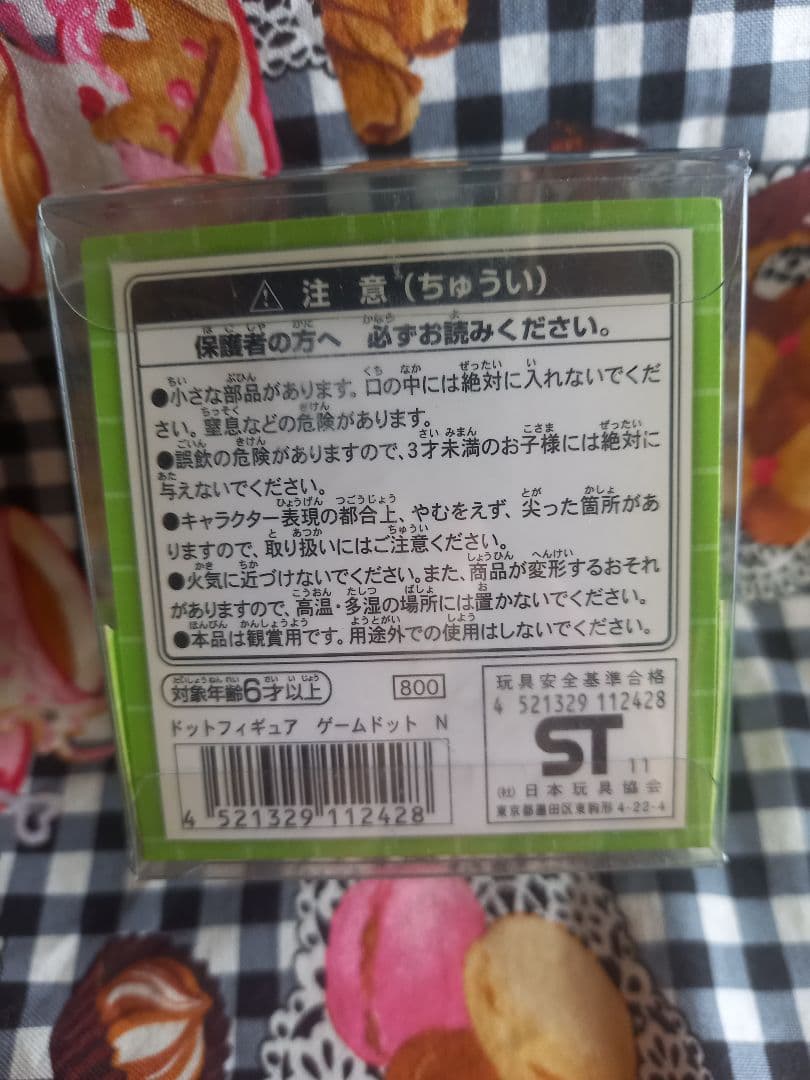 注 意（ちゅうい）
保護者の方へ 必ずお読みください。
●小さな部品があります。口の中には絶対に入れないでくだ
さい。窒息などの危険があります。
●誤飲の危険がありますので、3才未満のお子様には絶対に
与えないでください。
●キャラクター表現の都合上、やむをえず、尖った箇所があ
りますので、取り扱いにはご注意ください。
●火気に近づけないでください。また、商品が変形するおそれ
がありますので、高温・多湿の場所には置かないでください。
●本品は観賞用です。用途外での使用はしないでください。
対象年齢6才以上
800
ドットフィギュア ゲームドット N
4 521329 112428
玩具安全基準合格
4 521329 112428
ST 11
(社)日本玩具協会
東京都墨田区東駒形4-22-4